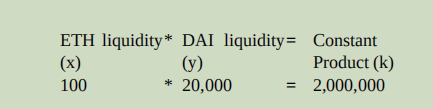 ETH liquidity* DAI liquidity= Constant
(x) (y) Product (k)
100 * 20,000 = 2,000,000